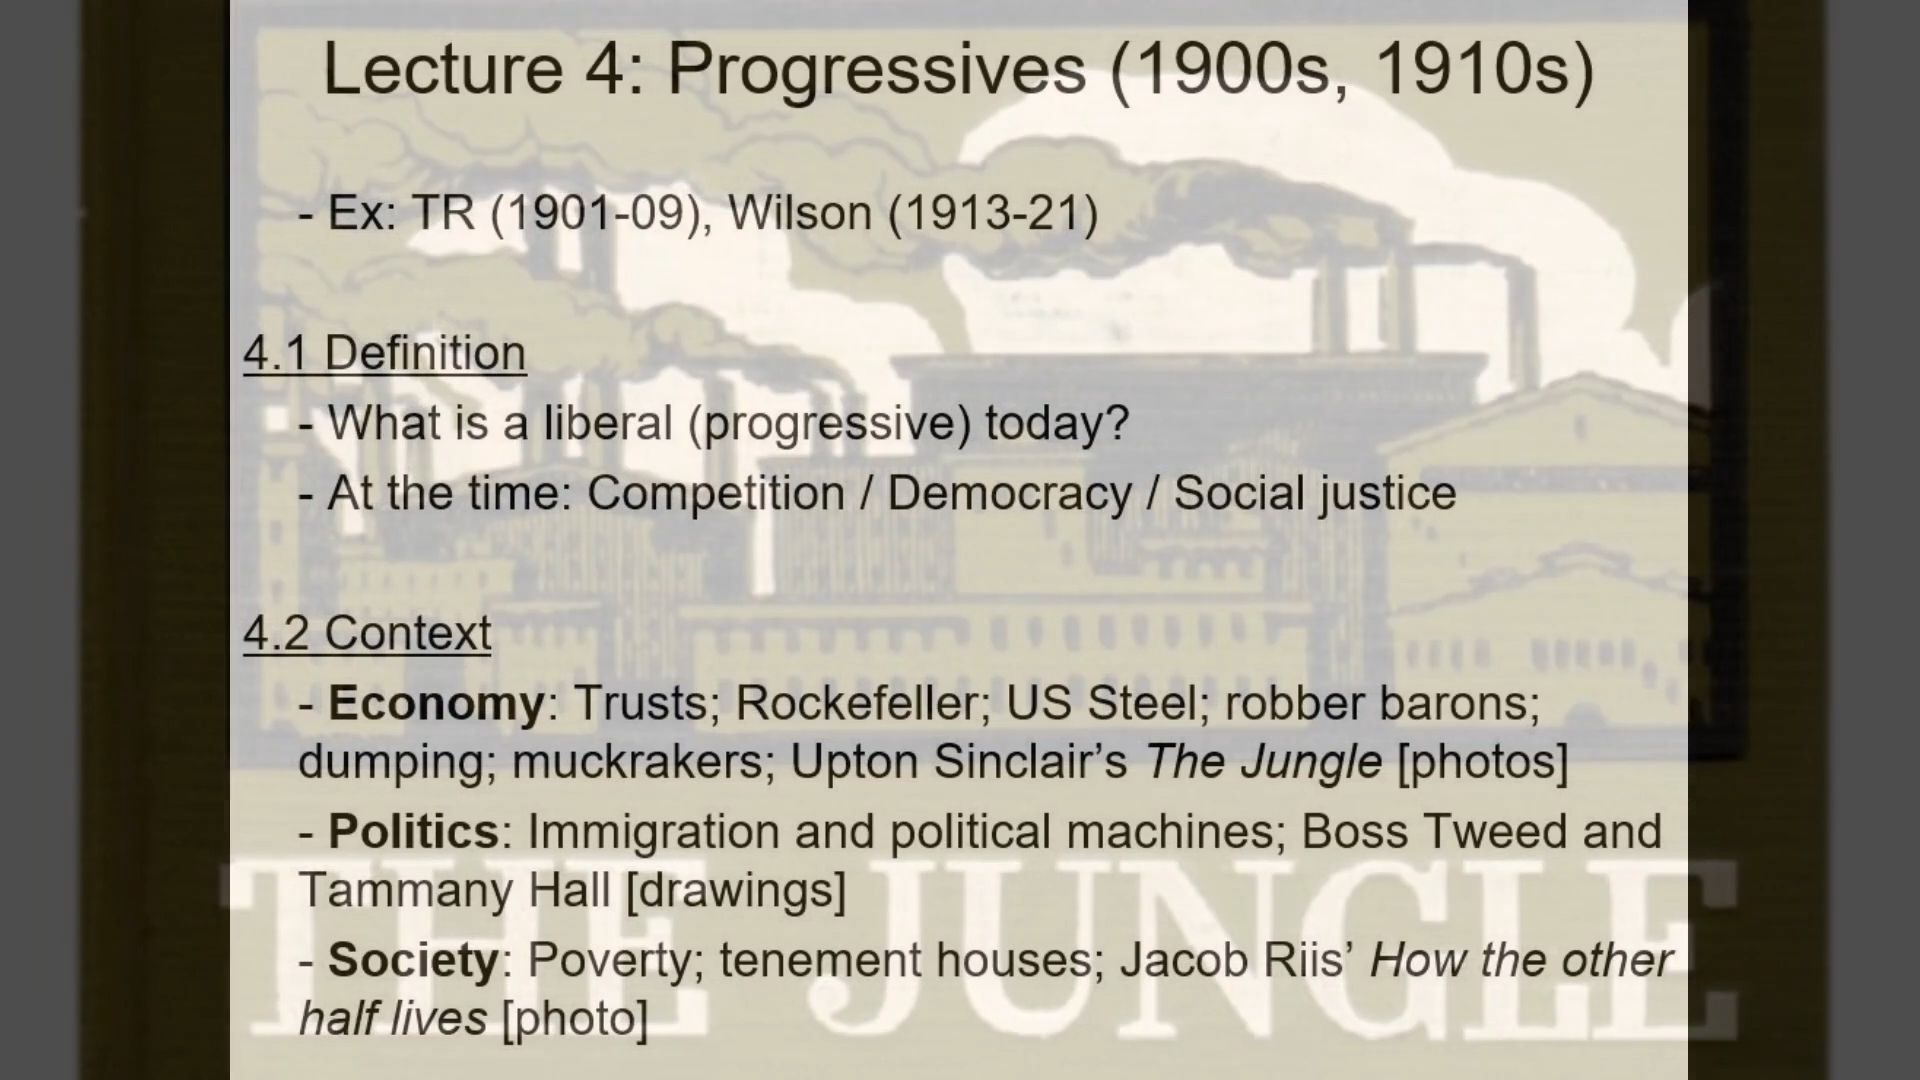 Lecture 4: Progressives (1900s, 1910s)
- Ex: TR (1901-09), Wilson (1913-21)
4.1 Definition
- What is a liberal (progressive) today?
- At the time: Competition / Democracy / Social justice
4.2 Context
- Economy: Trusts; Rockefeller; US Steel; robber barons;
dumping; muckrakers; Upton Sinclair’s The Jungle [photos]
- Politics: Immigration and political machines; Boss Tweed and
Tammany Hall [drawings]
- Society: Poverty; tenement houses; Jacob Riis’ How the other
half lives [photo]
THE JUNGLE